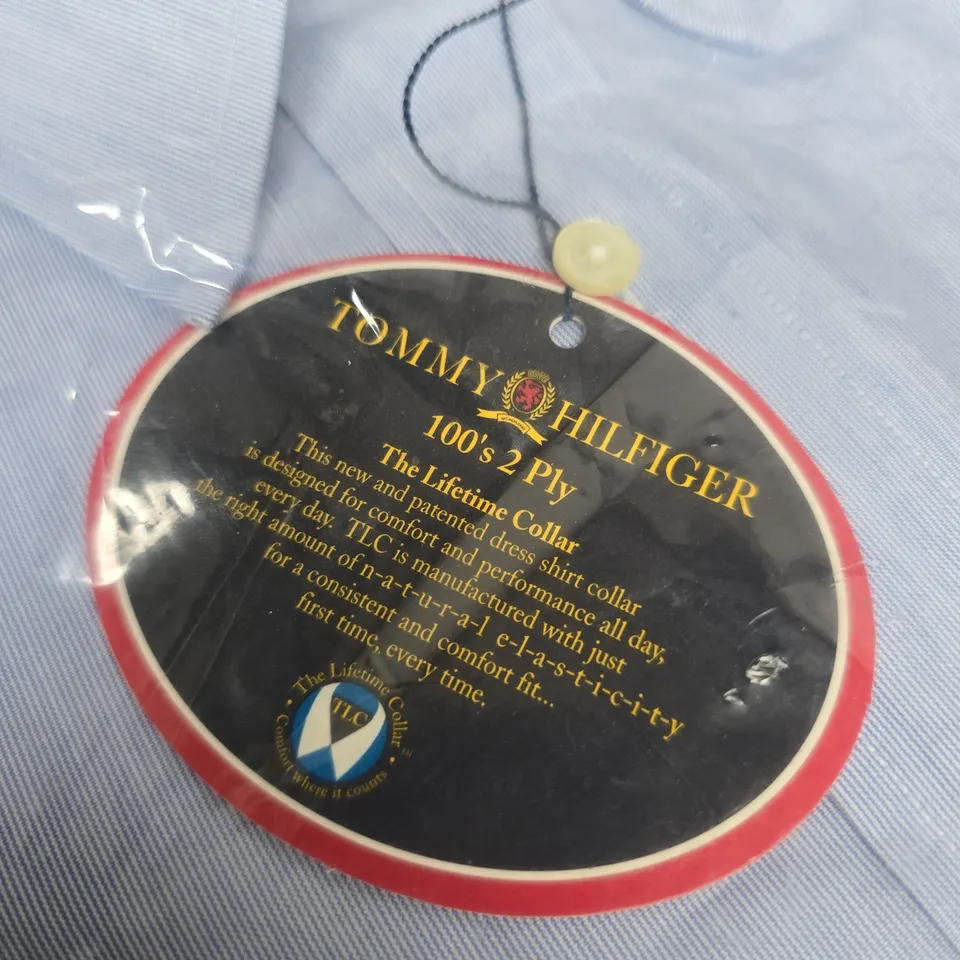 TOMMY HILFIGER
100's 2 Ply
The Lifetime Collar
This new and patented dress shirt collar
is designed for comfort and performance all day,
every day. TLC is manufactured with just
the right amount of n-a-t-u-r-a-l e-l-a-s-t-i-c-i-t-y
for a consistent and comfort fit...
first time, every time.
The Lifetime Collar ™
TLC
Comfort where it counts